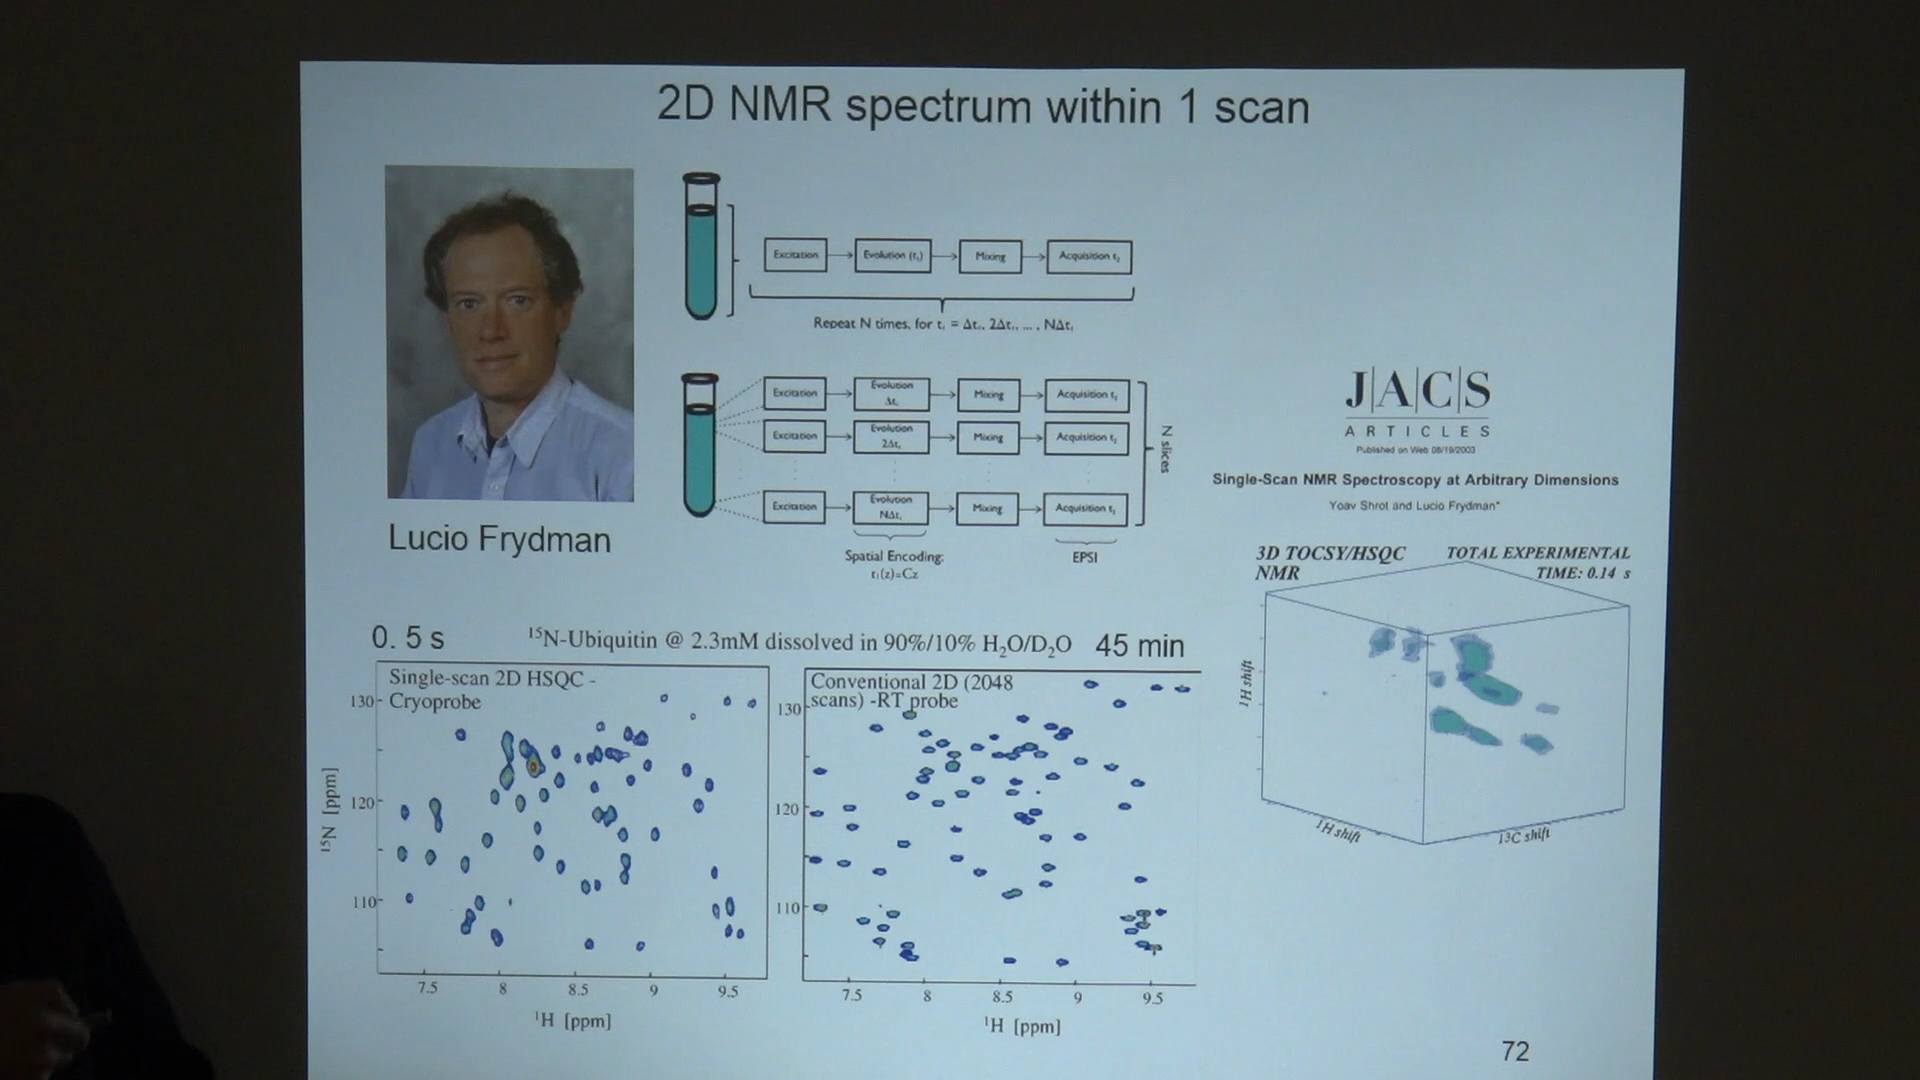 2D NMR spectrum within 1 scan
Excitation
Evolution (t₁)
Mixing
Acquisition t₂
Repeat N times, for t₁ = Δt₁, 2Δt₁, ... , NΔt₁
Excitation
Evolution
Δt₁
Mixing
Acquisition t₂
Excitation
Evolution
2Δt₁
Mixing
Acquisition t₂
Excitation
Evolution
NΔt₁
Mixing
Acquisition t₂
N slices
Spatial Encoding:
t₁(z)=Cz
EPSI
Lucio Frydman
J|A|C|S
ARTICLES
Published on Web 08/19/2003
Single-Scan NMR Spectroscopy at Arbitrary Dimensions
Yoav Shrot and Lucio Frydman*
3D TOCSY/HSQC
NMR
TOTAL EXPERIMENTAL
TIME: 0.14 s
¹H shift
¹H shift
13C shift
0. 5 s
¹⁵N-Ubiquitin @ 2.3mM dissolved in 90%/10% H₂O/D₂O
45 min
Single-scan 2D HSQC -
Cryoprobe
130
120
110
¹⁵N [ppm]
7.5 8 8.5 9 9.5
¹H [ppm]
Conventional 2D (2048
scans) -RT probe
130
120
110
7.5 8 8.5 9 9.5
¹H [ppm]
72